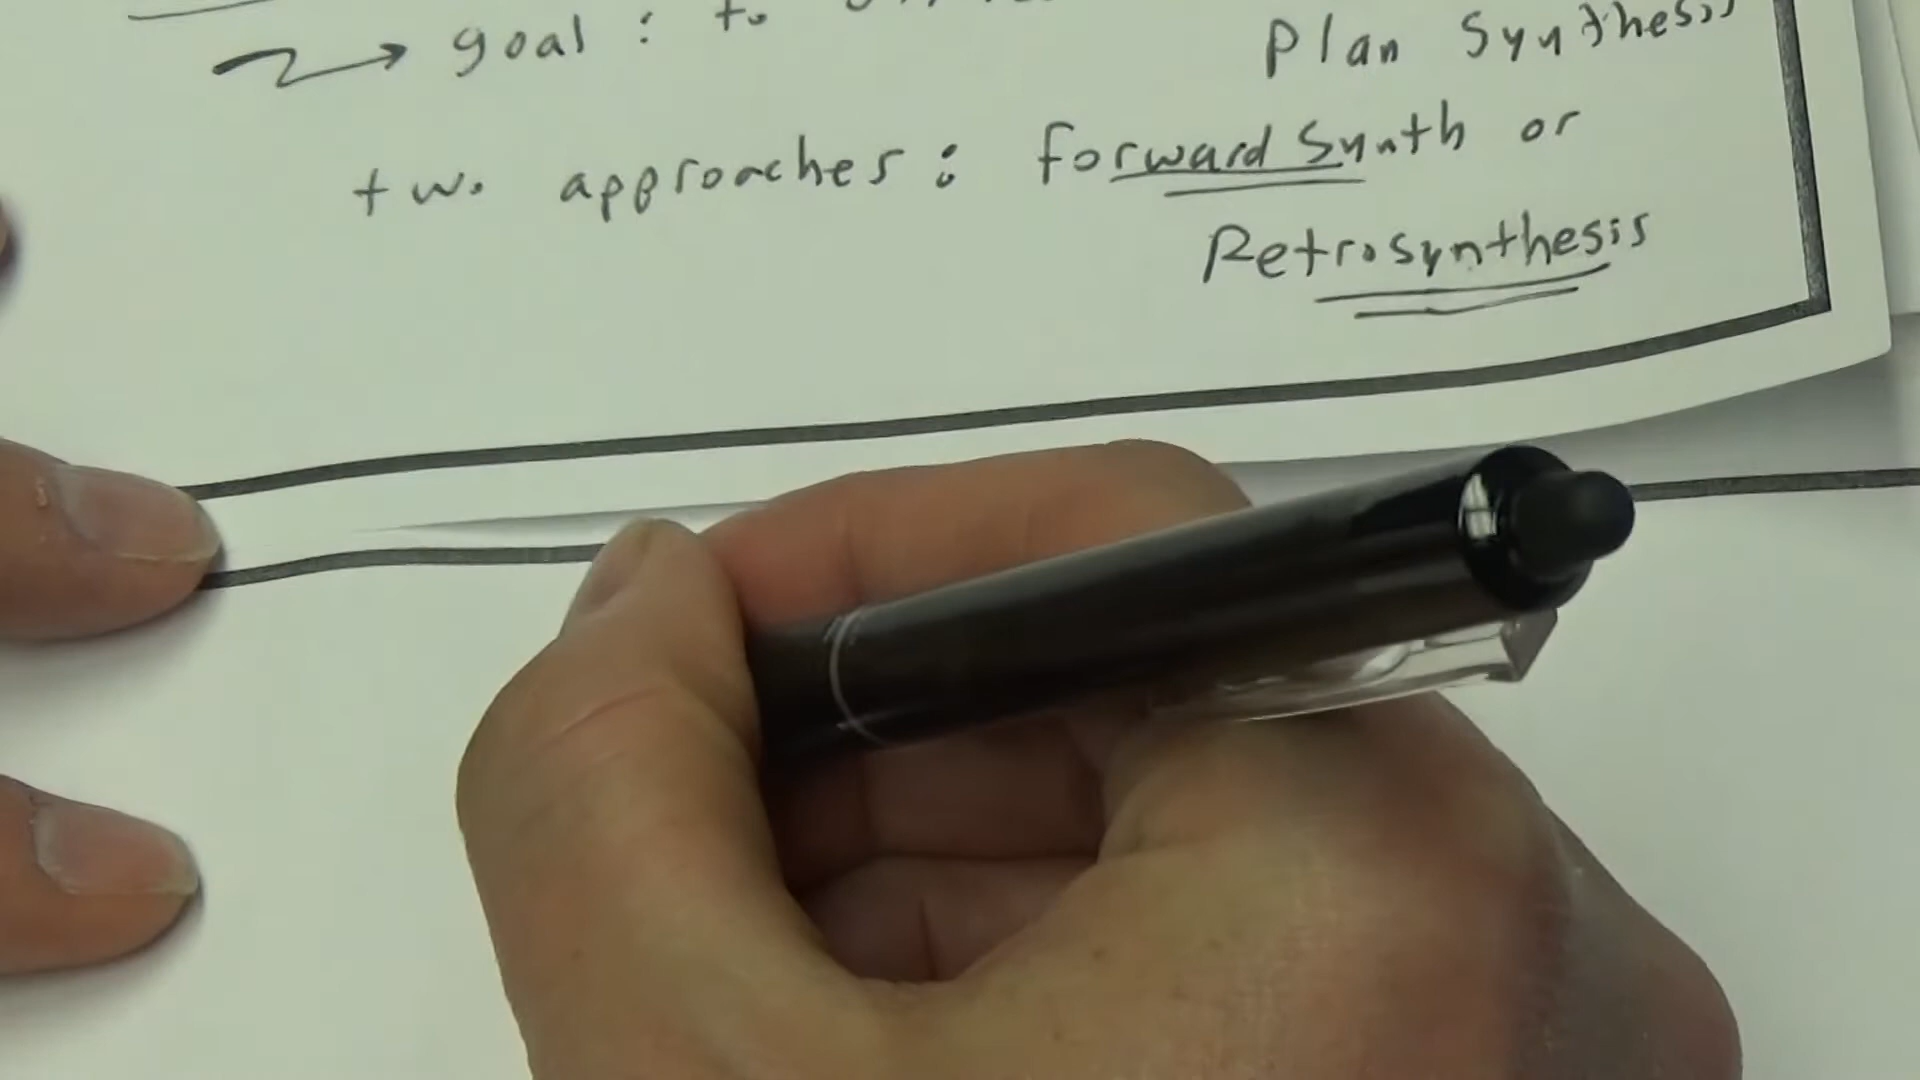 goal : to
Plan Synthesis
two approaches : forward Synth or
Retrosynthesis